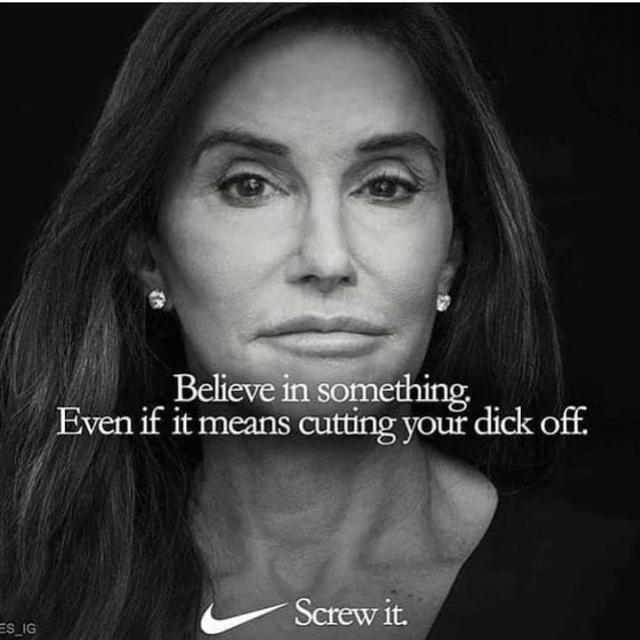 Believe in something.
Even if it means cutting your dick off.
Screw it.
ES_IG